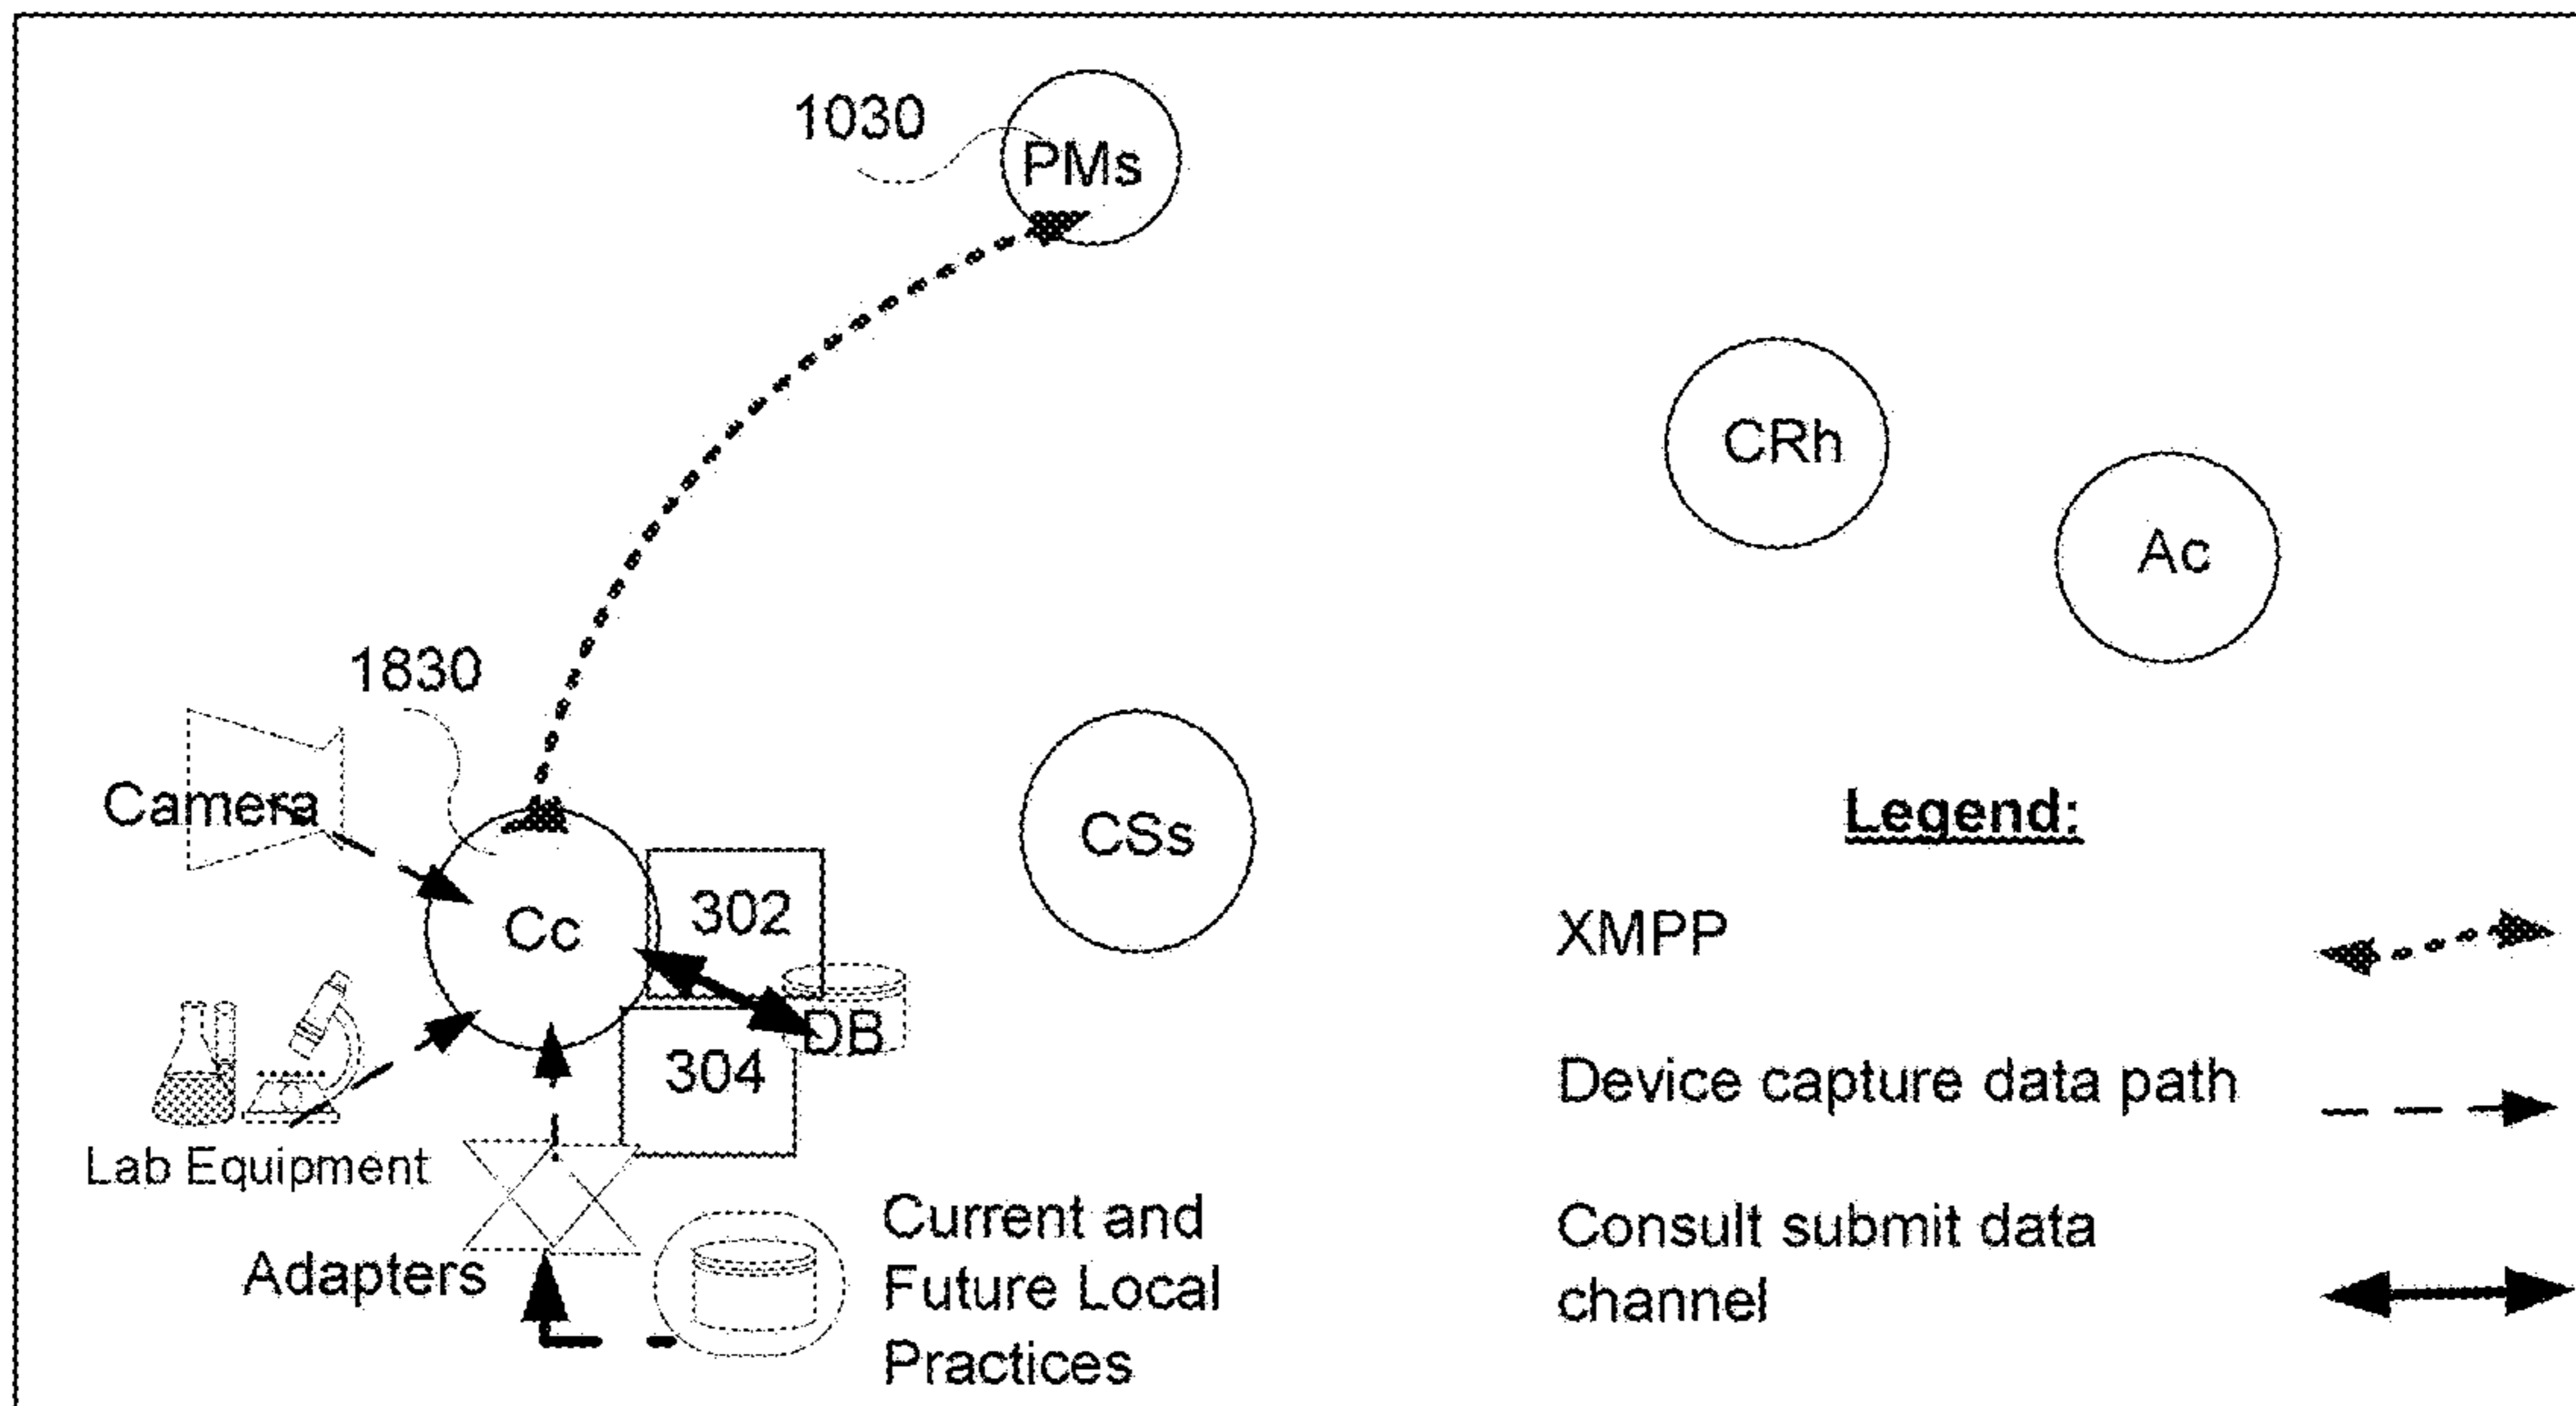 1030
PMs
CRh
Ac
1830
Camera
CSs
Cc
302
DB
304
Lab Equipment
Adapters
Current and
Future Local
Practices
Legend:
XMPP
Device capture data path
Consult submit data
channel